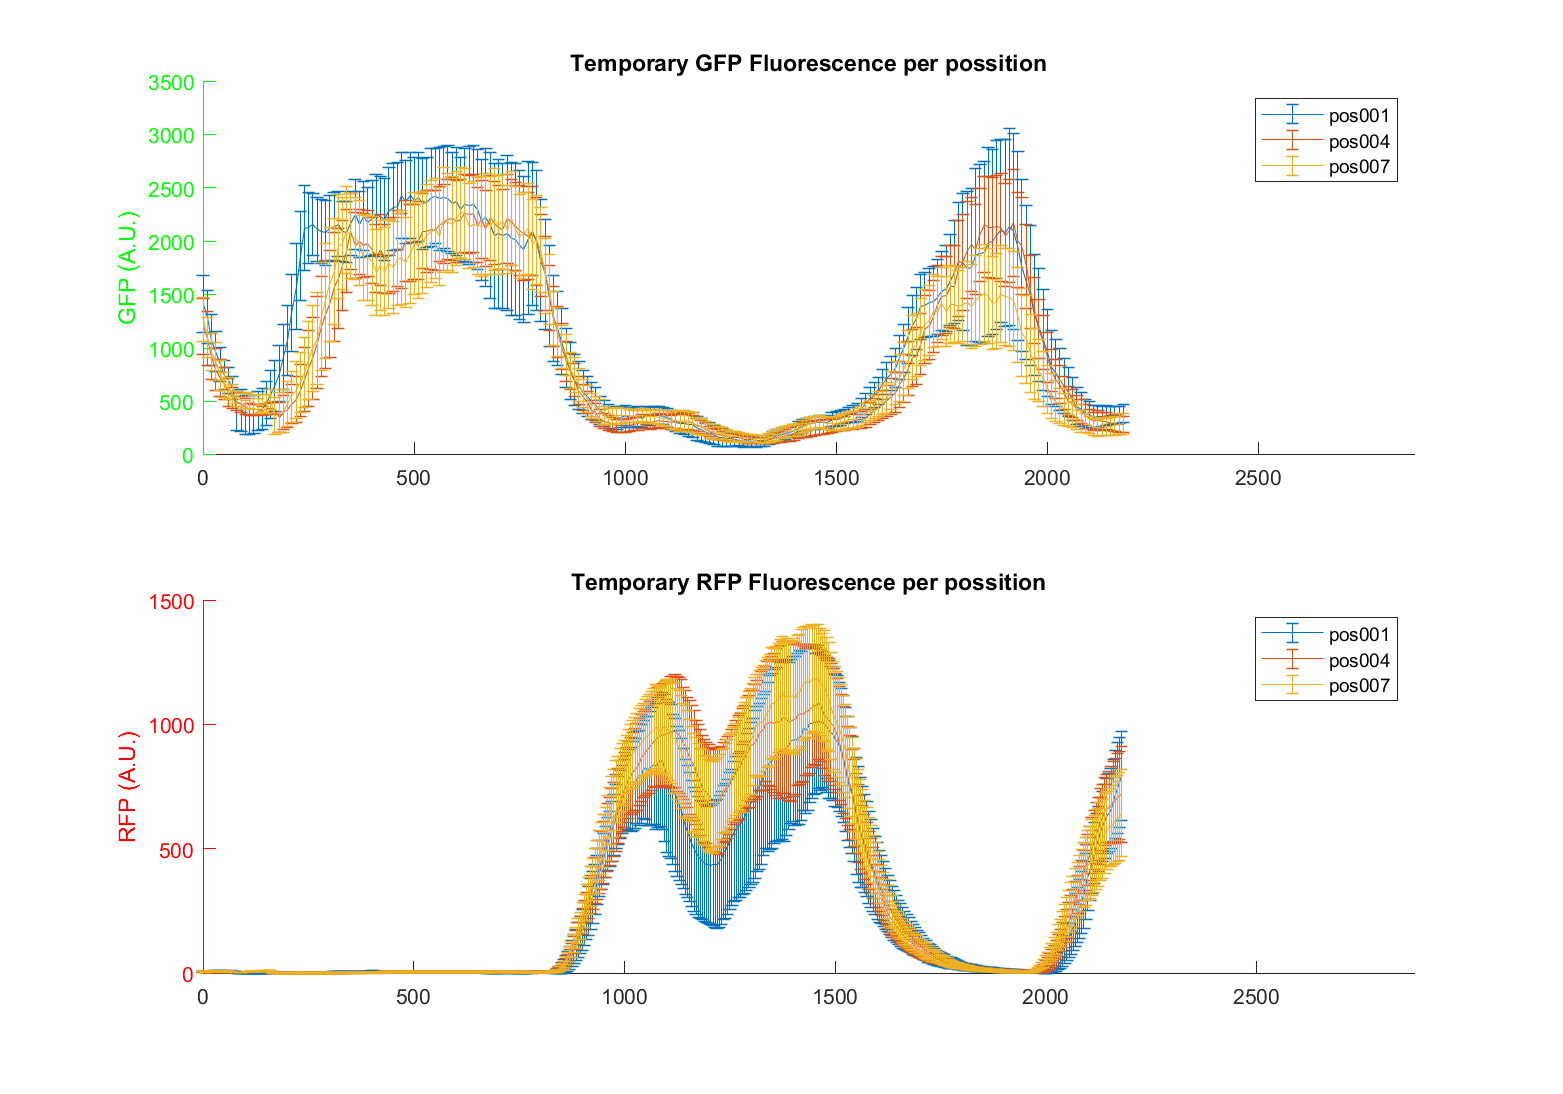 Temporary GFP Fluorescence per possition
3500
3000
2500
2000
1500
1000
500
0
GFP (A.U.)
pos001
pos004
pos007
0 500 1000 1500 2000 2500
Temporary RFP Fluorescence per possition
1500
1000
500
0
RFP (A.U.)
pos001
pos004
pos007
0 500 1000 1500 2000 2500